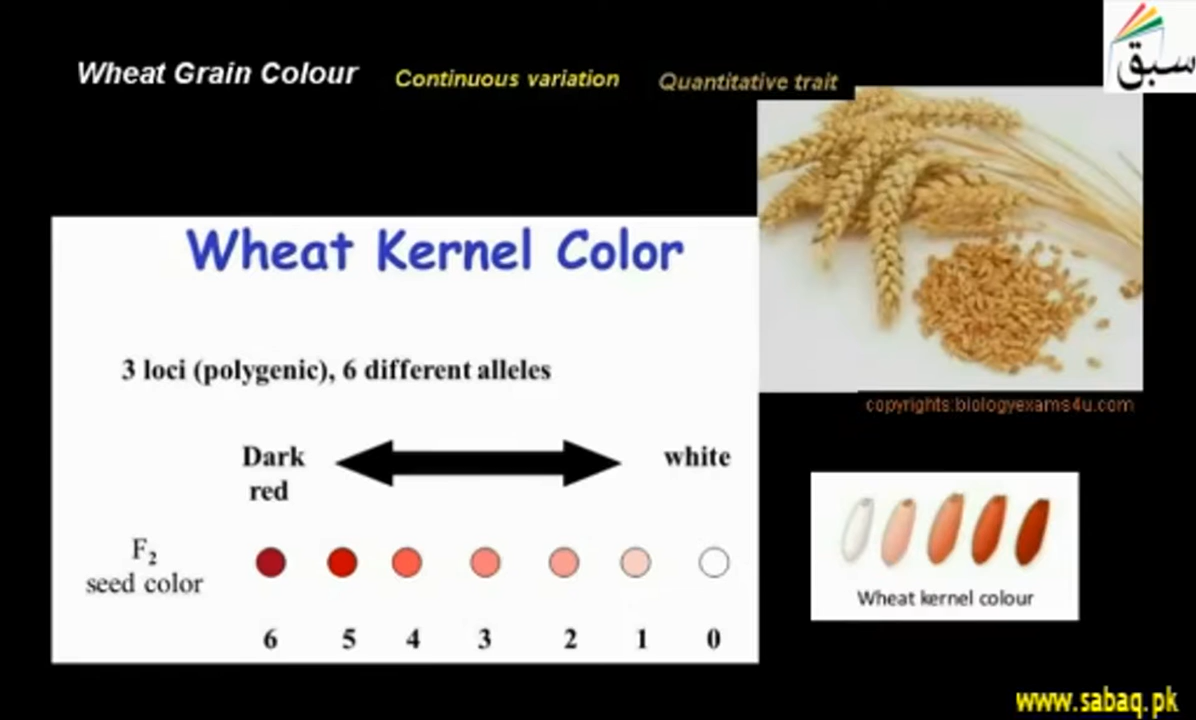 Wheat Grain Colour
Continuous variation
Quantitative trait
سبق
Wheat Kernel Color
3 loci (polygenic), 6 different alleles
Dark
red
white
F₂
seed color
6 5 4 3 2 1 0
copyrights:biologyexams4u.com
Wheat kernel colour
www.sabaq.pk